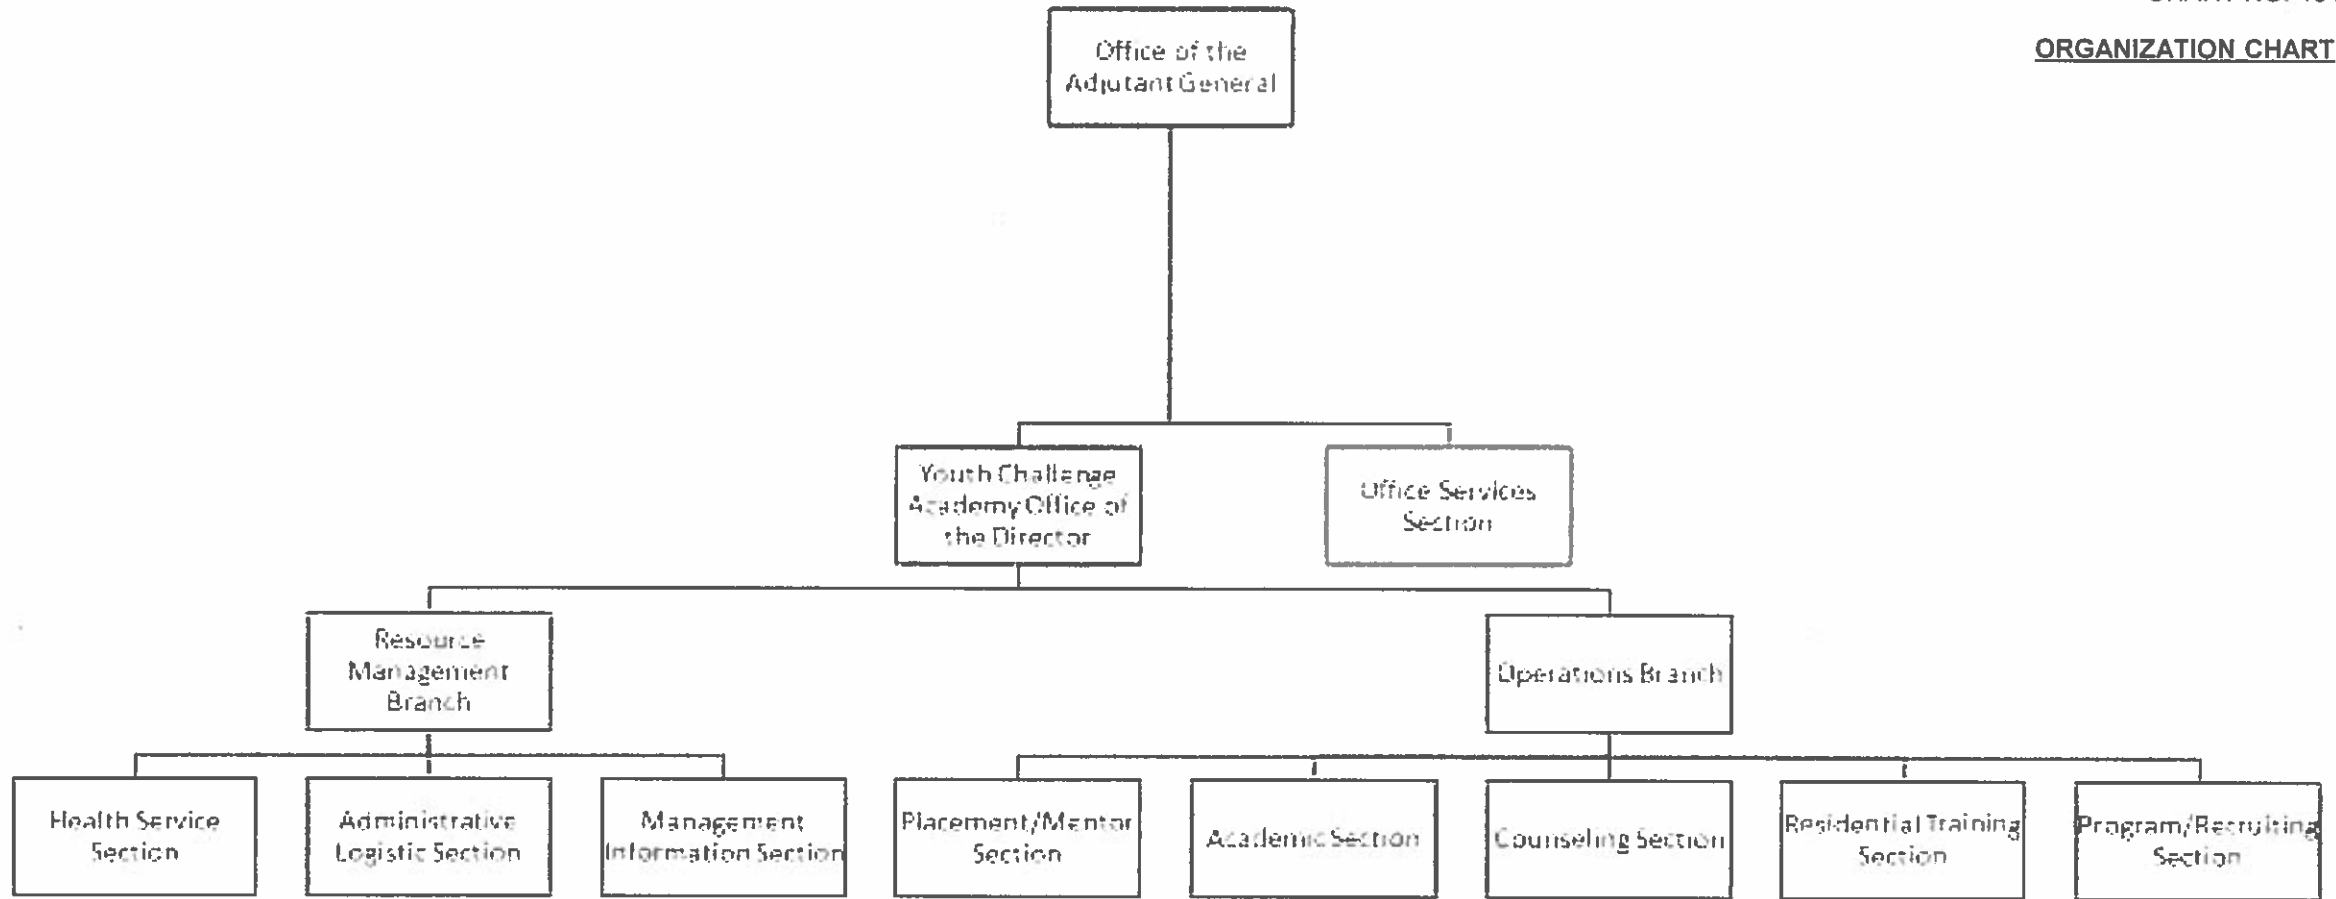 ORGANIZATION CHART
Office of the
Adjutant General
Youth Challenge
Academy Office of
the Director
Office Services
Section
Resource
Management
Branch
Operations Branch
Health Service
Section
Administrative
Logistic Section
Management
Information Section
Placement/Mentor
Section
Academic Section
Counseling Section
Residential Training
Section
Program/Recruiting
Section